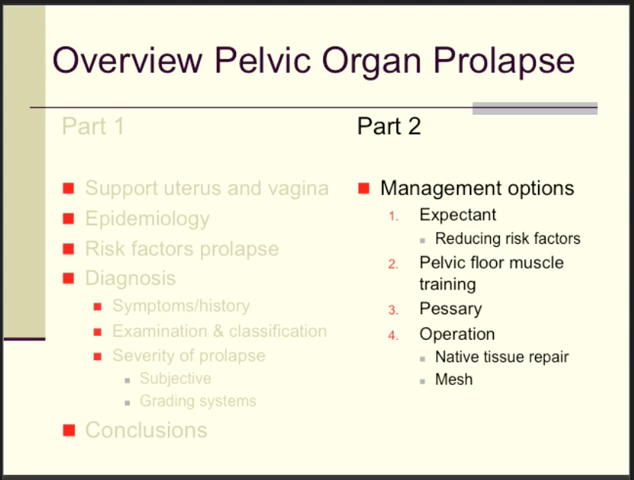 Overview Pelvic Organ Prolapse
Part 1
Support uterus and vagina
Epidemiology
Risk factors prolapse
Diagnosis
Symptoms/history
Examination & classification
Severity of prolapse
Subjective
Grading systems
Conclusions
Part 2
Management options
1. Expectant
Reducing risk factors
2. Pelvic floor muscle
training
3. Pessary
4. Operation
Native tissue repair
Mesh